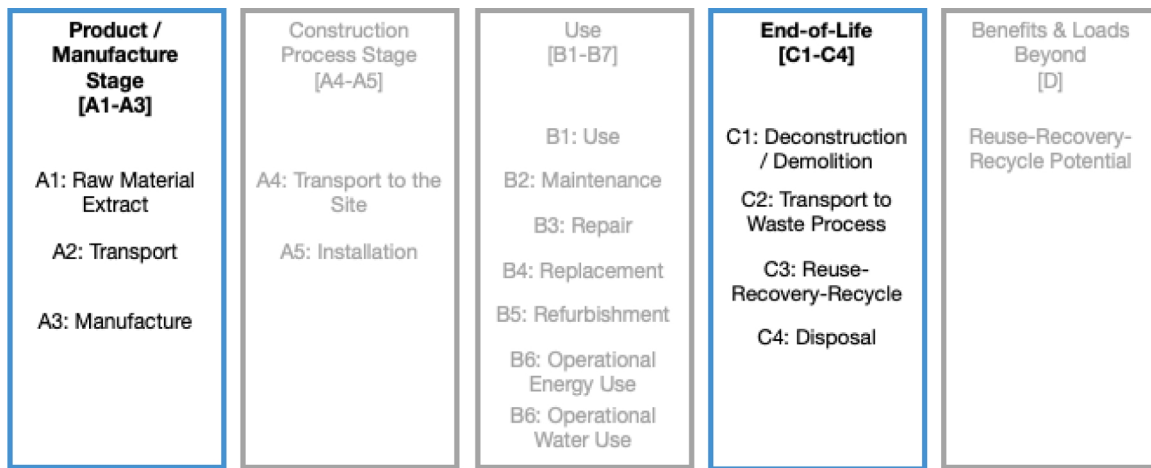 Product /
Manufacture
Stage
[A1-A3]
A1: Raw Material
Extract
A2: Transport
A3: Manufacture
Construction
Process Stage
[A4-A5]
A4: Transport to the
Site
A5: Installation
Use
[B1-B7]
B1: Use
B2: Maintenance
B3: Repair
B4: Replacement
B5: Refurbishment
B6: Operational
Energy Use
B6: Operational
Water Use
End-of-Life
[C1-C4]
C1: Deconstruction
/ Demolition
C2: Transport to
Waste Process
C3: Reuse-
Recovery-Recycle
C4: Disposal
Benefits & Loads
Beyond
[D]
Reuse-Recovery-
Recycle Potential